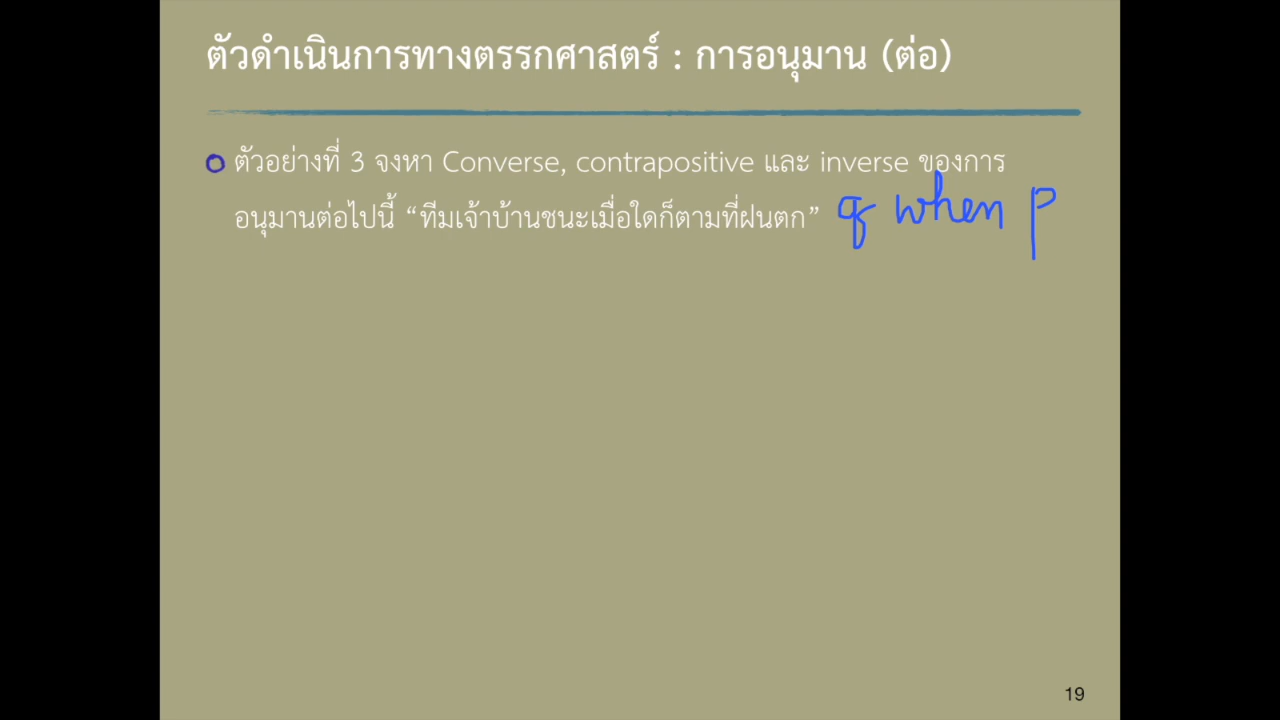 ตัวดำเนินการทางตรรกศาสตร์ : การอนุมาน (ต่อ)
ตัวอย่างที่ 3 จงหา Converse, contrapositive และ inverse ของการ
อนุมานต่อไปนี้ “ทีมเจ้าบ้านชนะเมื่อใดก็ตามที่ฝนตก” q when p
19